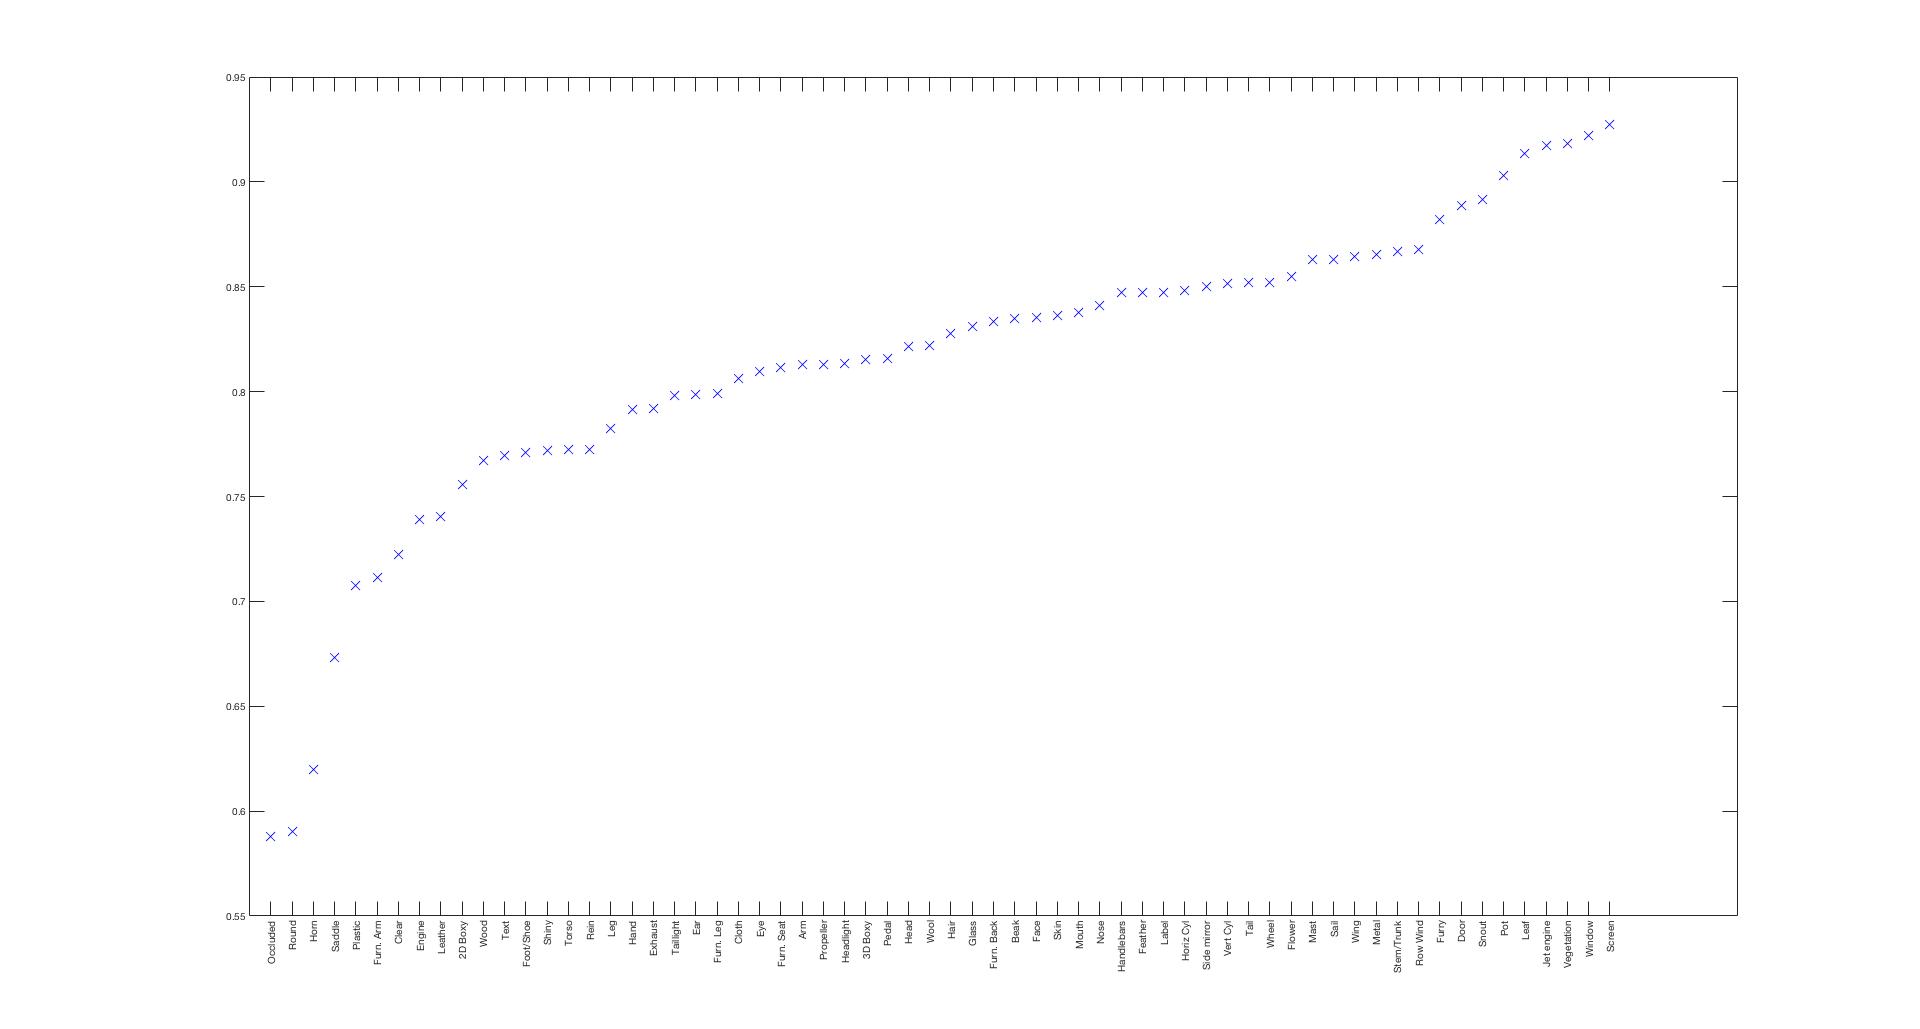 0.95
0.9
0.85
0.8
0.75
0.7
0.65
0.6
0.55
Occluded
Round
Horn
Saddle
Plastic
Furn. Arm
Clear
Engine
Leather
2D Boxy
Wood
Text
Foot/Shoe
Shiny
Torso
Rein
Leg
Hand
Exhaust
Taillight
Ear
Furn. Leg
Cloth
Eye
Furn. Seat
Arm
Propeller
Headlight
3D Boxy
Pedal
Head
Wool
Hair
Glass
Furn. Back
Beak
Face
Skin
Mouth
Nose
Handlebars
Feather
Label
Horiz Cyl
Side mirror
Vert Cyl
Tail
Wheel
Flower
Mast
Sail
Wing
Metal
Stem/Trunk
Row Wind
Furry
Door
Snout
Pot
Leaf
Jet engine
Vegetation
Window
Screen